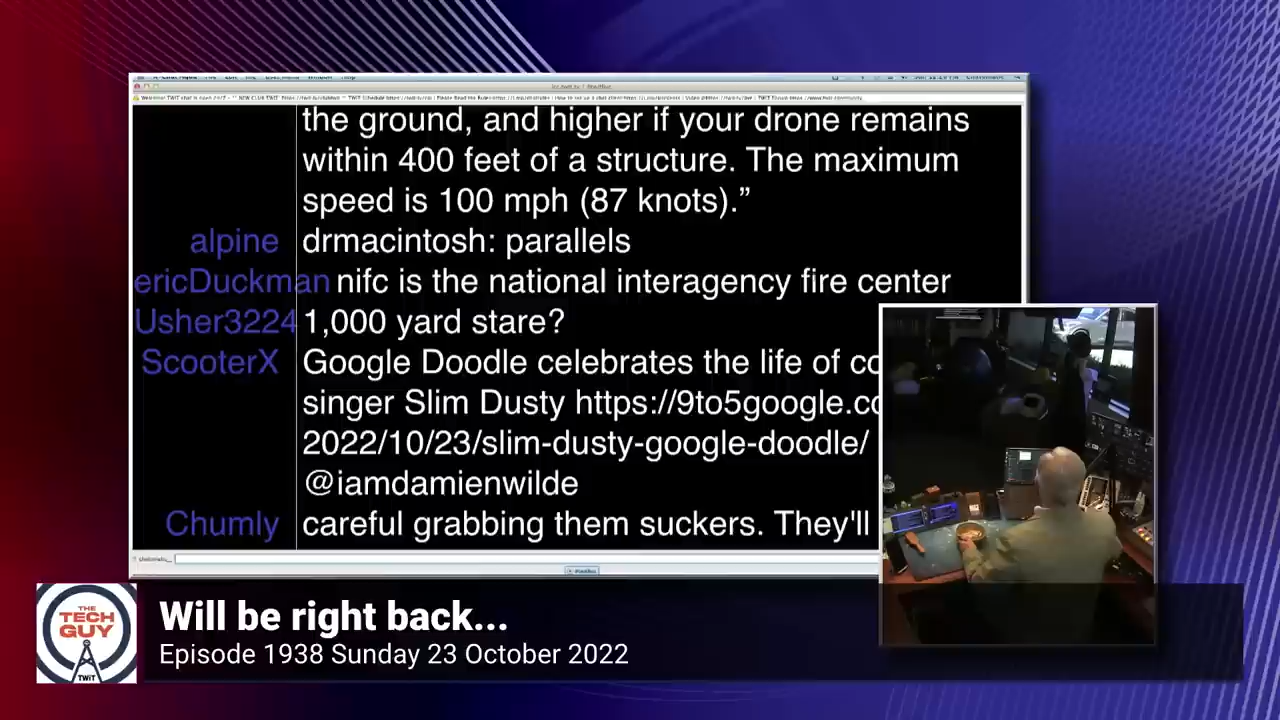 the ground, and higher if your drone remains
within 400 feet of a structure. The maximum
speed is 100 mph (87 knots).”
alpine drmacintosh: parallels
ericDuckman nifc is the national interagency fire center
Usher3224 1,000 yard stare?
ScooterX Google Doodle celebrates the life of co
singer Slim Dusty https://9to5google.co
2022/10/23/slim-dusty-google-doodle/
@iamdamienwilde
Chumly careful grabbing them suckers. They'll
THE
TECH
GUY
TWiT
Will be right back...
Episode 1938 Sunday 23 October 2022